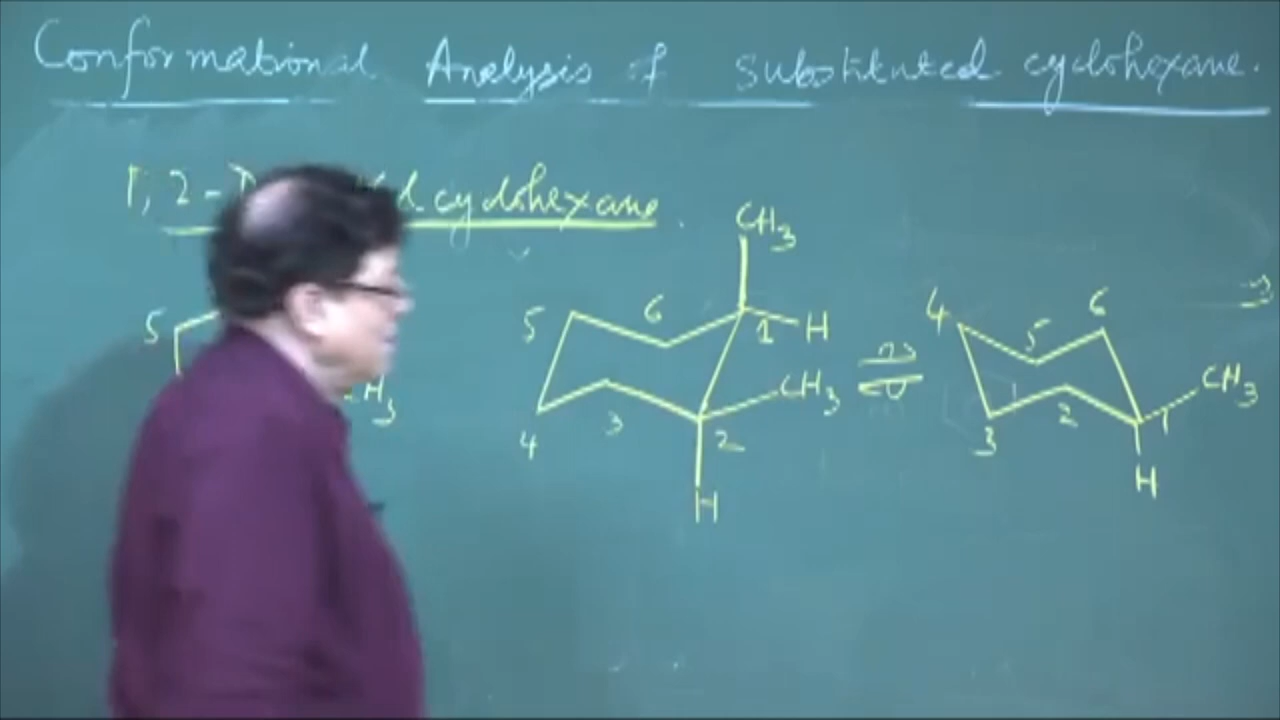 Conformational Analysis of substituted cyclohexane.
1, 2 - d cyclohexane.
CH3
4 6
5 6 5
5 1 H
CH3
CH3 1
H3
3 2
4 2 3
H
H